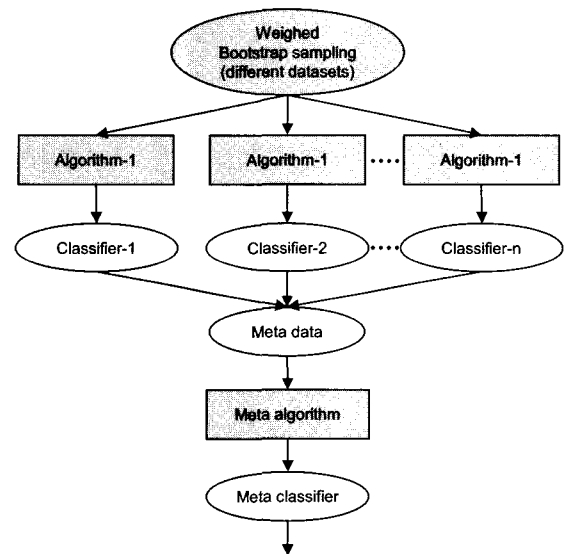 Weighed
Bootstrap sampling
(different datasets)
Algorithm-1
Algorithm-1
....
Algorithm-1
Classifier-1
Classifier-2
....
Classifier-n
Meta data
Meta algorithm
Meta classifier